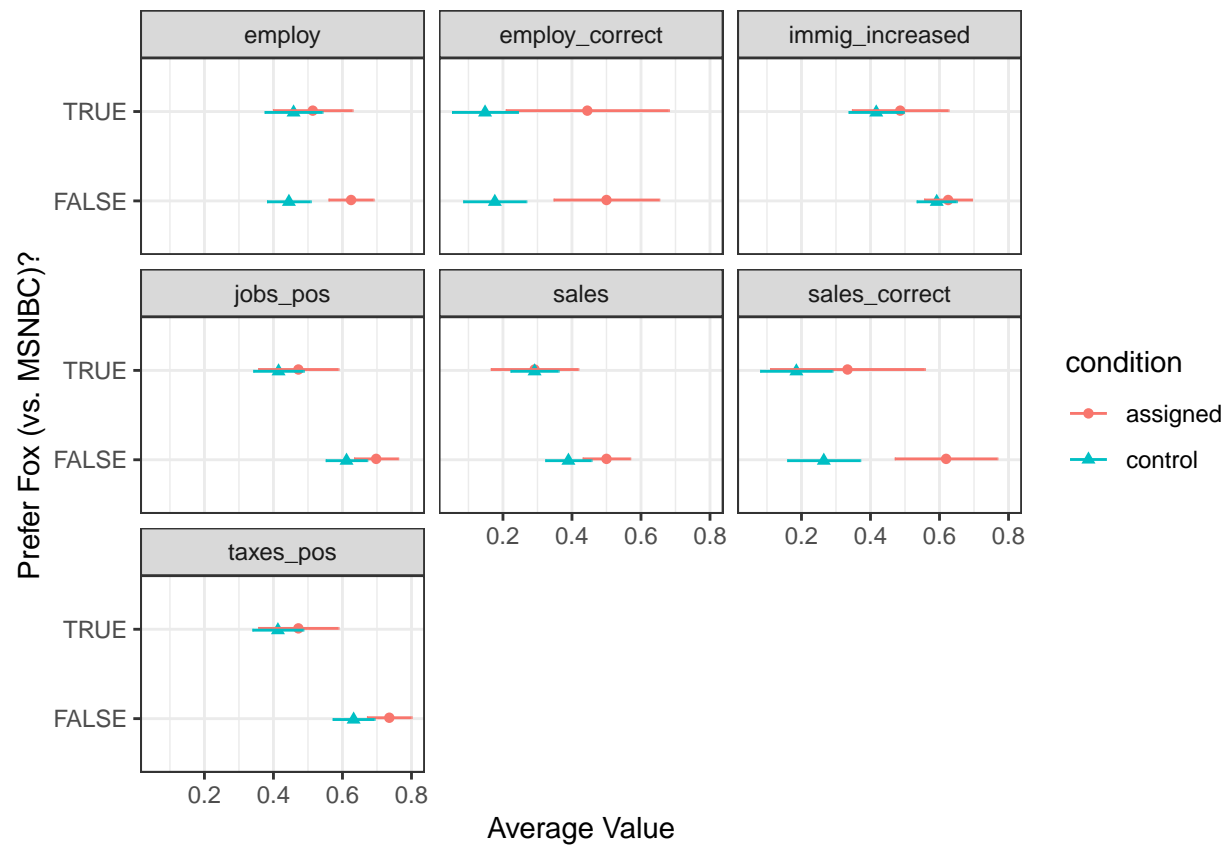 employ
employ_correct
immig_increased
TRUE
FALSE
jobs_pos
sales
sales_correct
TRUE
FALSE
0.2 0.4 0.6 0.8
0.2 0.4 0.6 0.8
taxes_pos
TRUE
FALSE
0.2 0.4 0.6 0.8
Average Value
Prefer Fox (vs. MSNBC)?
condition
assigned
control